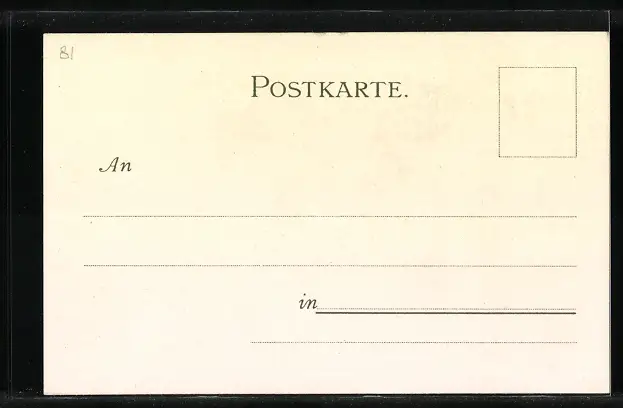 81
POSTKARTE.
An
in